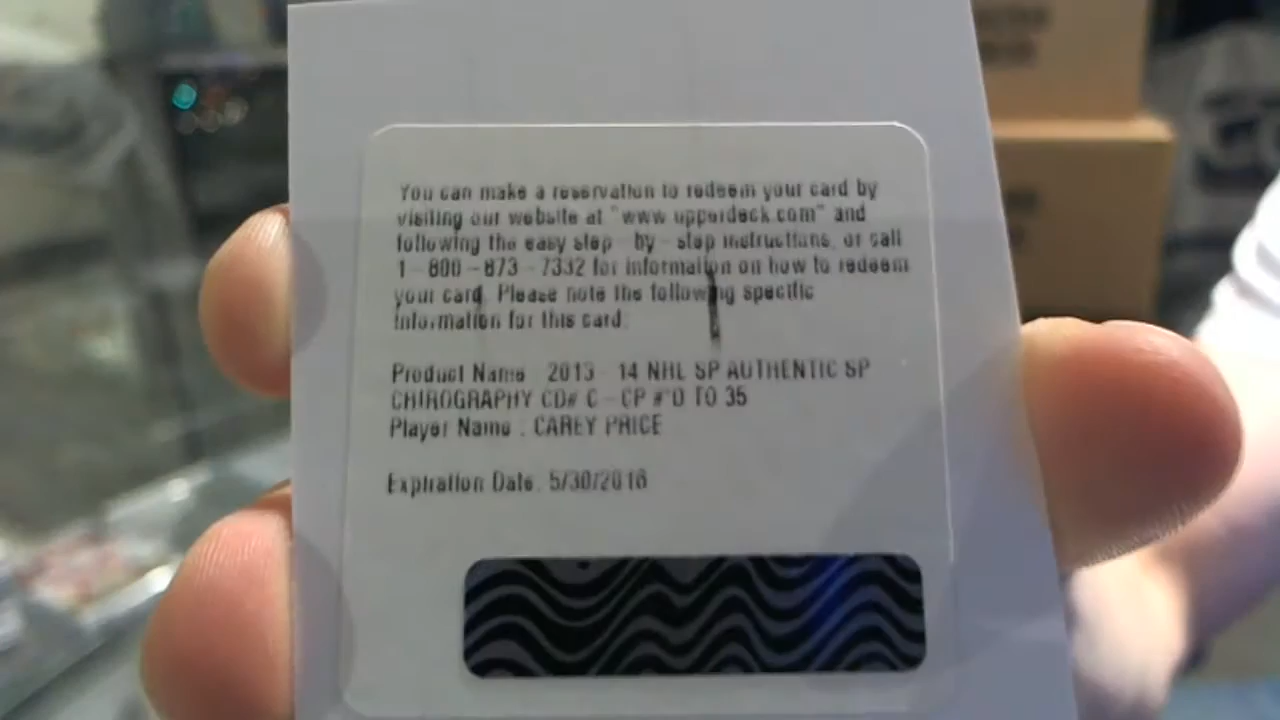 You can make a reservation to redeem your card by
visiting our website at "www upperdeck.com" and
following the easy step - by - step instructions, or call
1 - 800 - 873 - 7332 for information on how to redeem
your card. Please note the following specific
information for this card.
Product Name : 2013 - 14 NHL SP AUTHENTIC SP
CHIROGRAPHY CD# C - CP #'D TO 35
Player Name : CAREY PRICE
Expiration Date: 5/30/2016